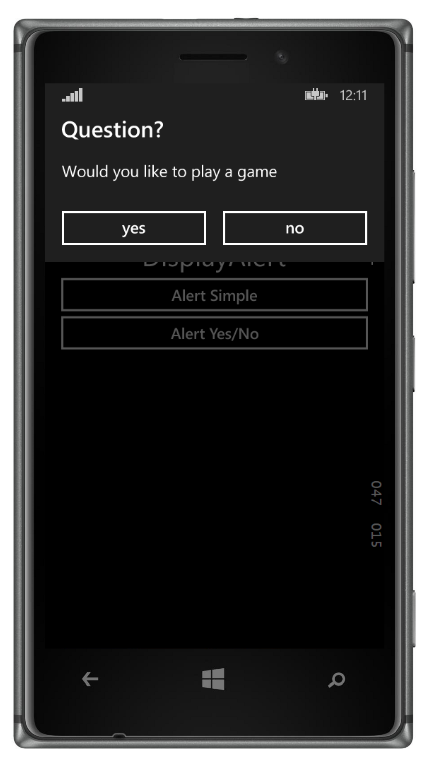 12:11
Question?
Would you like to play a game
yes no
DisplayAlert
Alert Simple
Alert Yes/No
047 015